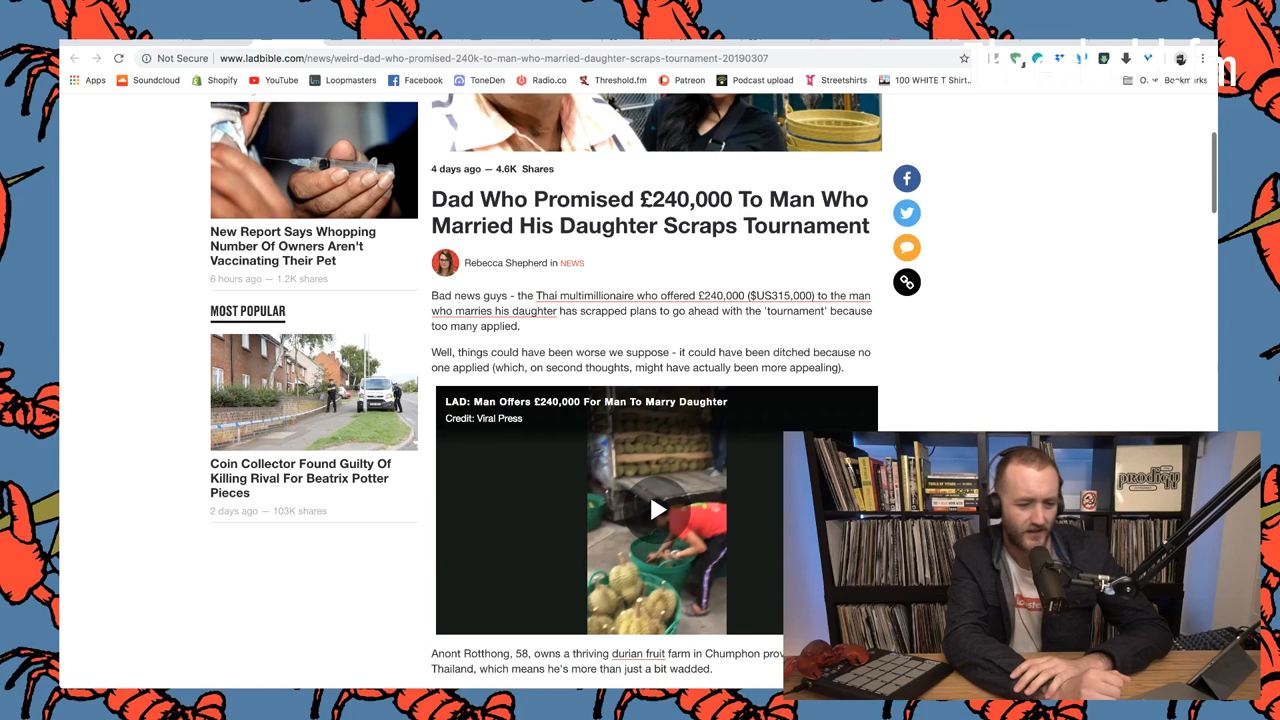 Not Secure www.ladbible.com/news/weird-dad-who-promised-240k-to-man-who-married-daughter-scraps-tournament-20190307
Apps Soundcloud Shopify YouTube Loopmasters Facebook ToneDen Radio.co Threshold.fm Patreon Podcast upload Streetshirts 100 WHITE T Shirt...
New Report Says Whopping
Number Of Owners Aren't
Vaccinating Their Pet
6 hours ago — 1.2K shares
MOST POPULAR
Coin Collector Found Guilty Of
Killing Rival For Beatrix Potter
Pieces
2 days ago — 103K shares
4 days ago — 4.6K Shares
Dad Who Promised £240,000 To Man Who
Married His Daughter Scraps Tournament
Rebecca Shepherd in NEWS
Bad news guys - the Thai multimillionaire who offered £240,000 ($US315,000) to the man
who marries his daughter has scrapped plans to go ahead with the 'tournament' because
too many applied.
Well, things could have been worse we suppose - it could have been ditched because no
one applied (which, on second thoughts, might have actually been more appealing).
LAD: Man Offers £240,000 For Man To Marry Daughter
Credit: Viral Press
Anont Rotthong, 58, owns a thriving durian fruit farm in Chumphon prov
Thailand, which means he's more than just a bit wadded.
prodigy